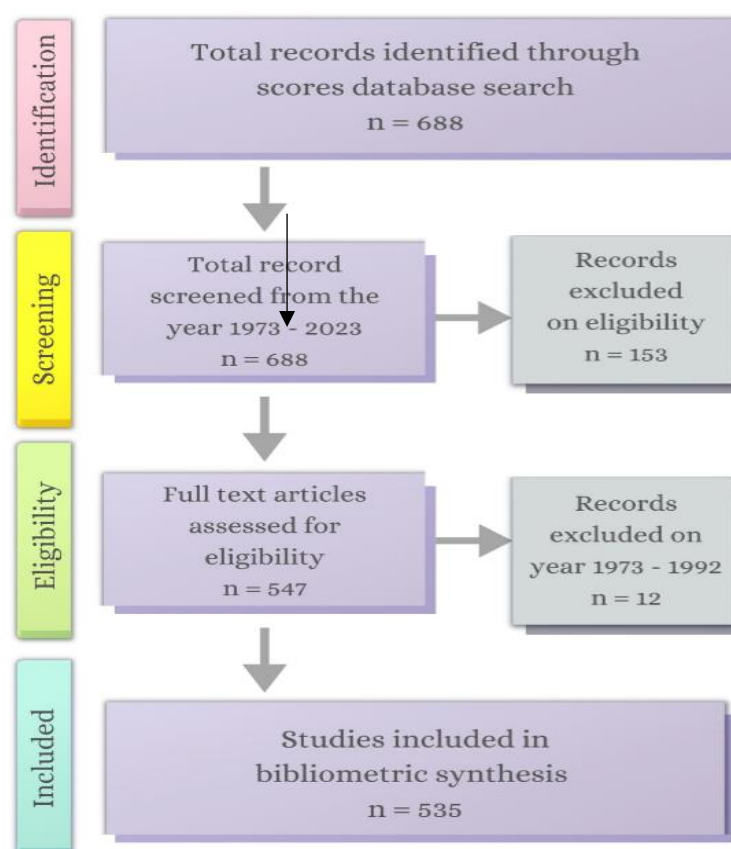 Identification
Total records identified through
scores database search
n = 688
Screening
Total record
screened from the
year 1973 - 2023
n = 688
Records
excluded
on eligibility
n = 153
Eligibility
Full text articles
assessed for
eligibility
n = 547
Records
excluded on
year 1973 - 1992
n = 12
Included
Studies included in
bibliometric synthesis
n = 535